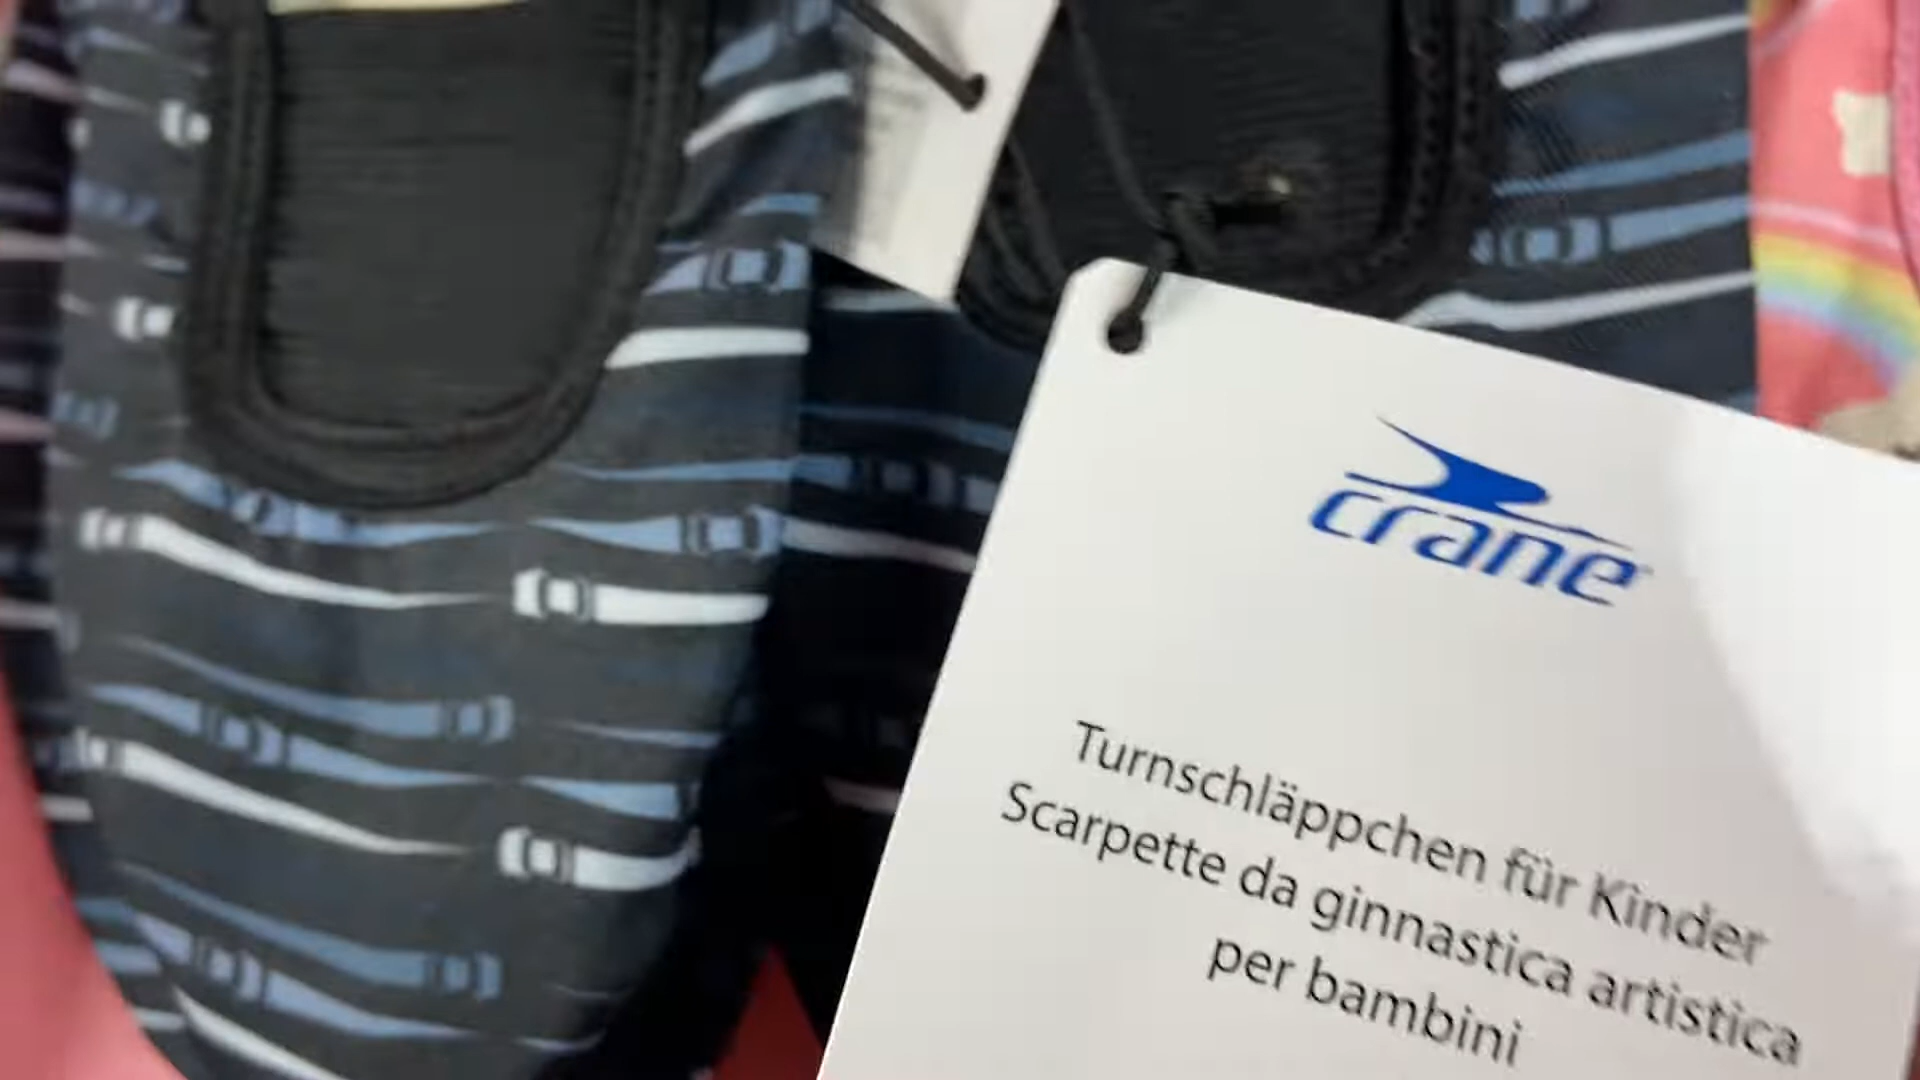 crane
Turnschläppchen für Kinder
Scarpette da ginnastica artistica
per bambini